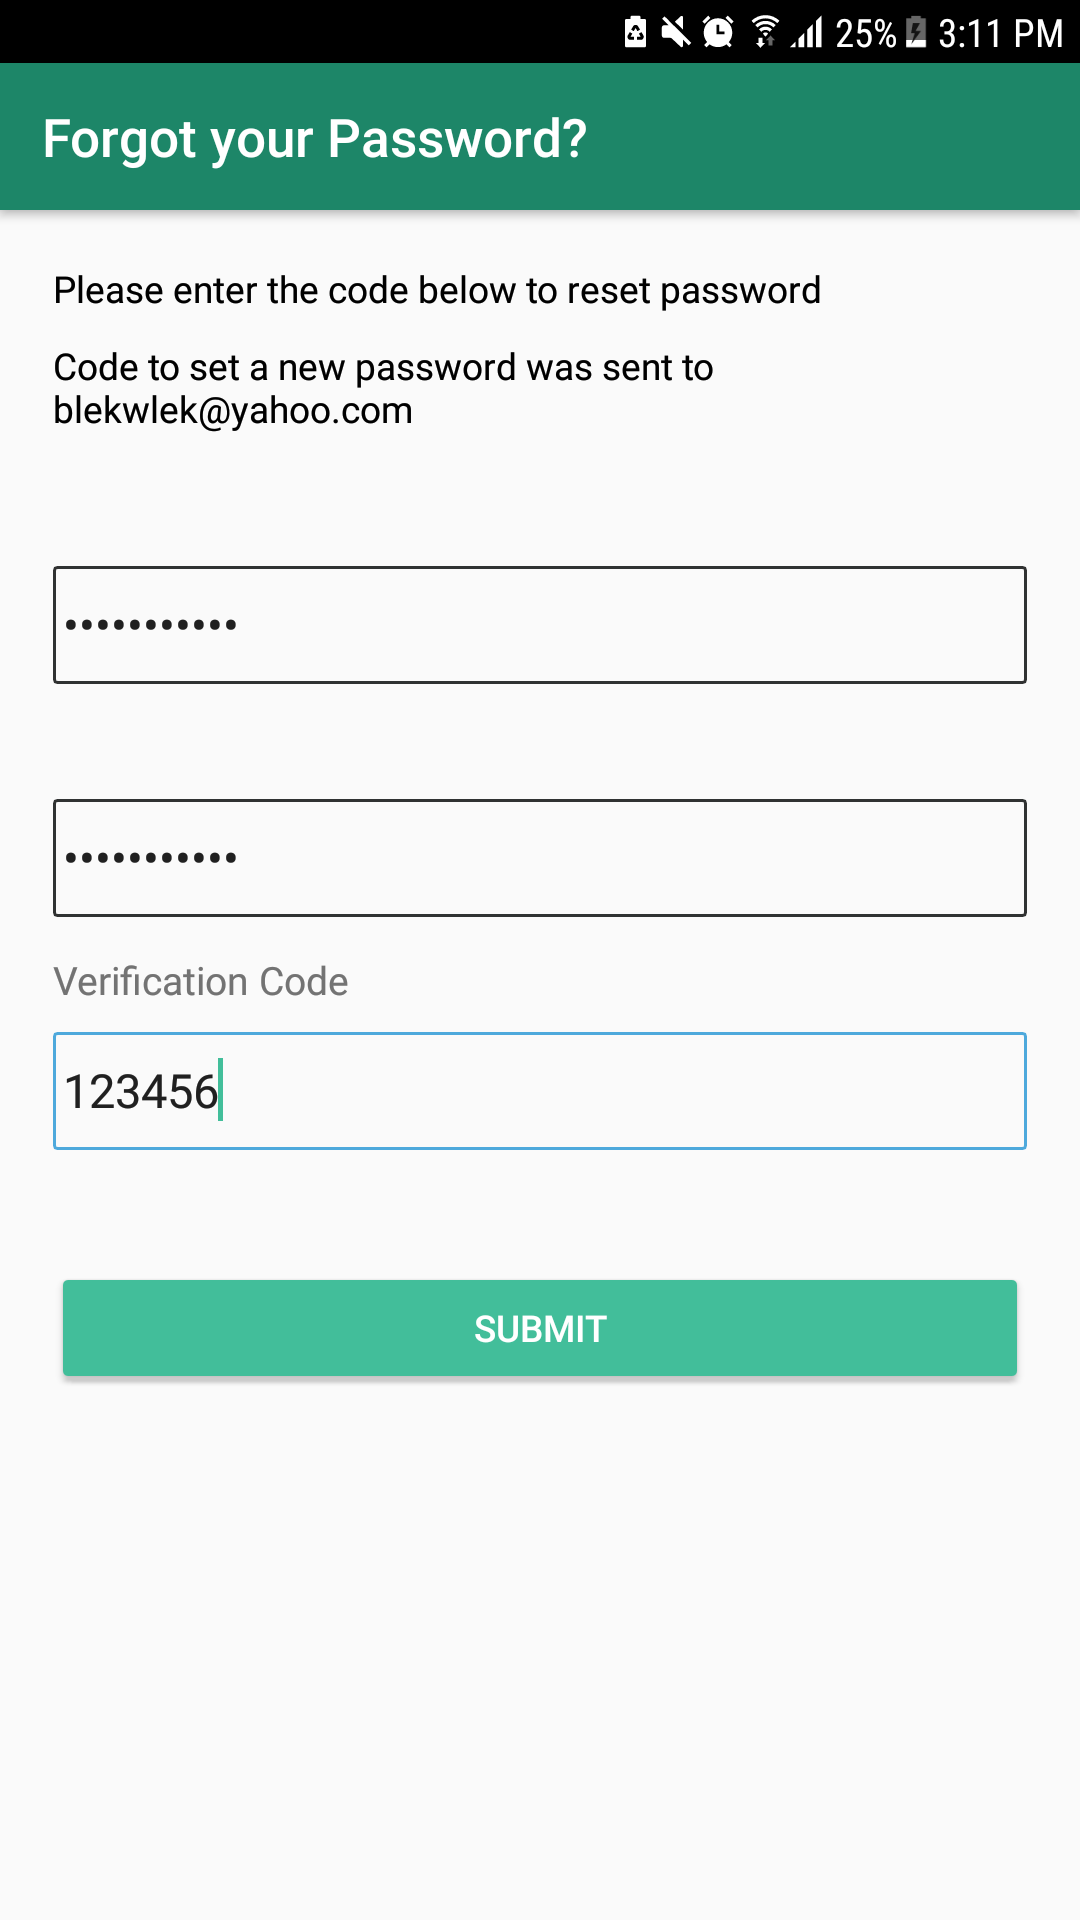 25% 3:11 PM
Forgot your Password?
Please enter the code below to reset password
Code to set a new password was sent to
blekwlek@yahoo.com
•••••••••••
•••••••••••
Verification Code
123456
SUBMIT